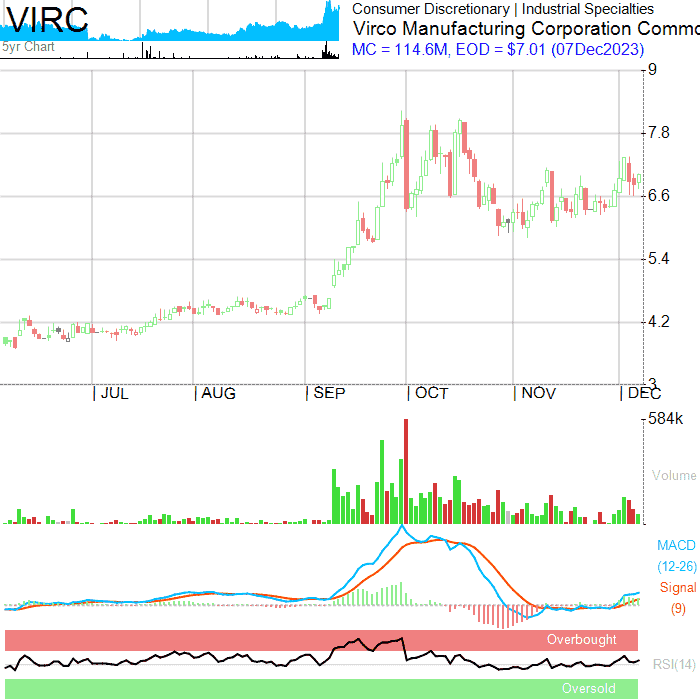 VIRC
5yr Chart
Consumer Discretionary | Industrial Specialties
Virco Manufacturing Corporation Commo
MC = 114.6M, EOD = $7.01 (07Dec2023)
9
7.8
6.6
5.4
4.2
3
JUL
AUG
SEP
OCT
NOV
DEC
584k
Volume
MACD
(12-26)
Signal
(9)
Overbought
RSI(14)
Oversold